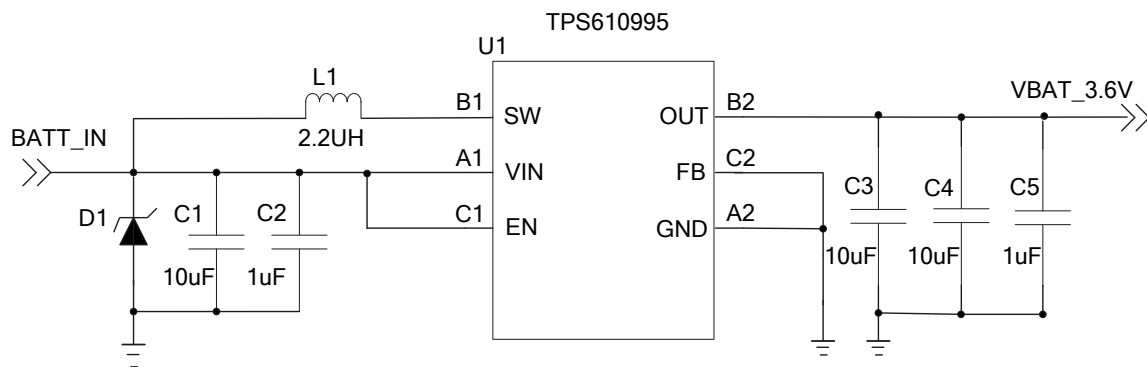 TPS610995
U1
L1
2.2UH
BATT_IN
VBAT_3.6V
B1
SW
OUT
B2
A1
VIN
FB
C2
C1
EN
GND
A2
D1
C1
10uF
C2
1uF
C3
10uF
C4
10uF
C5
1uF